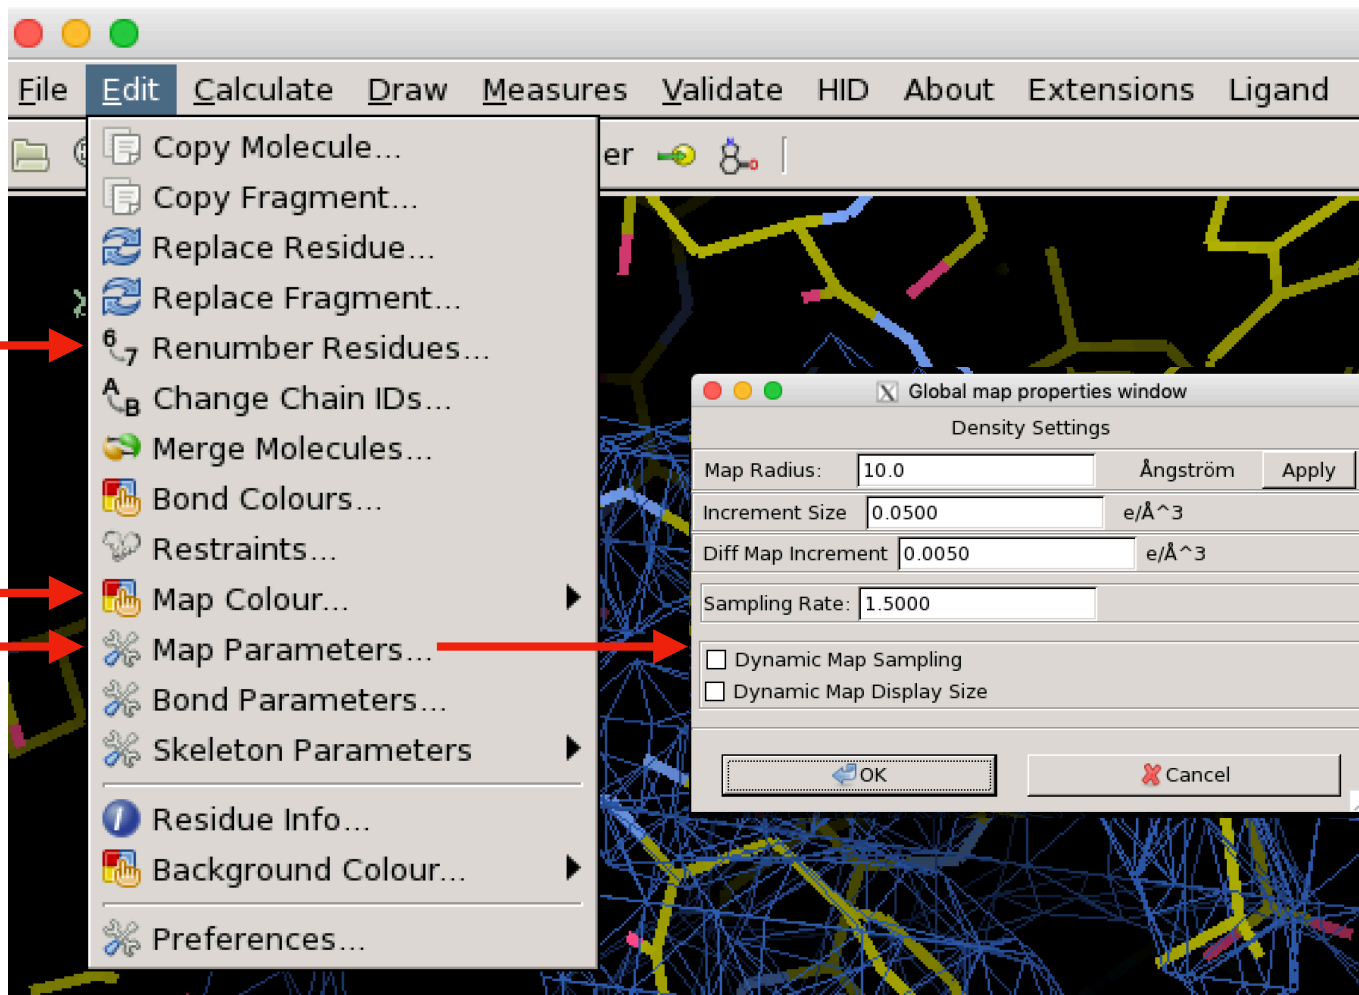 File Edit Calculate Draw Measures Validate HID About Extensions Ligand
er
Copy Molecule...
Copy Fragment...
Replace Residue...
Replace Fragment...
6 7 Renumber Residues...
A B Change Chain IDs...
Merge Molecules...
Bond Colours...
Restraints...
Map Colour...
Map Parameters...
Bond Parameters...
Skeleton Parameters
Residue Info...
Background Colour...
Preferences...
X Global map properties window
Density Settings
Map Radius: 10.0 Ångström Apply
Increment Size 0.0500 e/Å^3
Diff Map Increment 0.0050 e/Å^3
Sampling Rate: 1.5000
Dynamic Map Sampling
Dynamic Map Display Size
OK Cancel